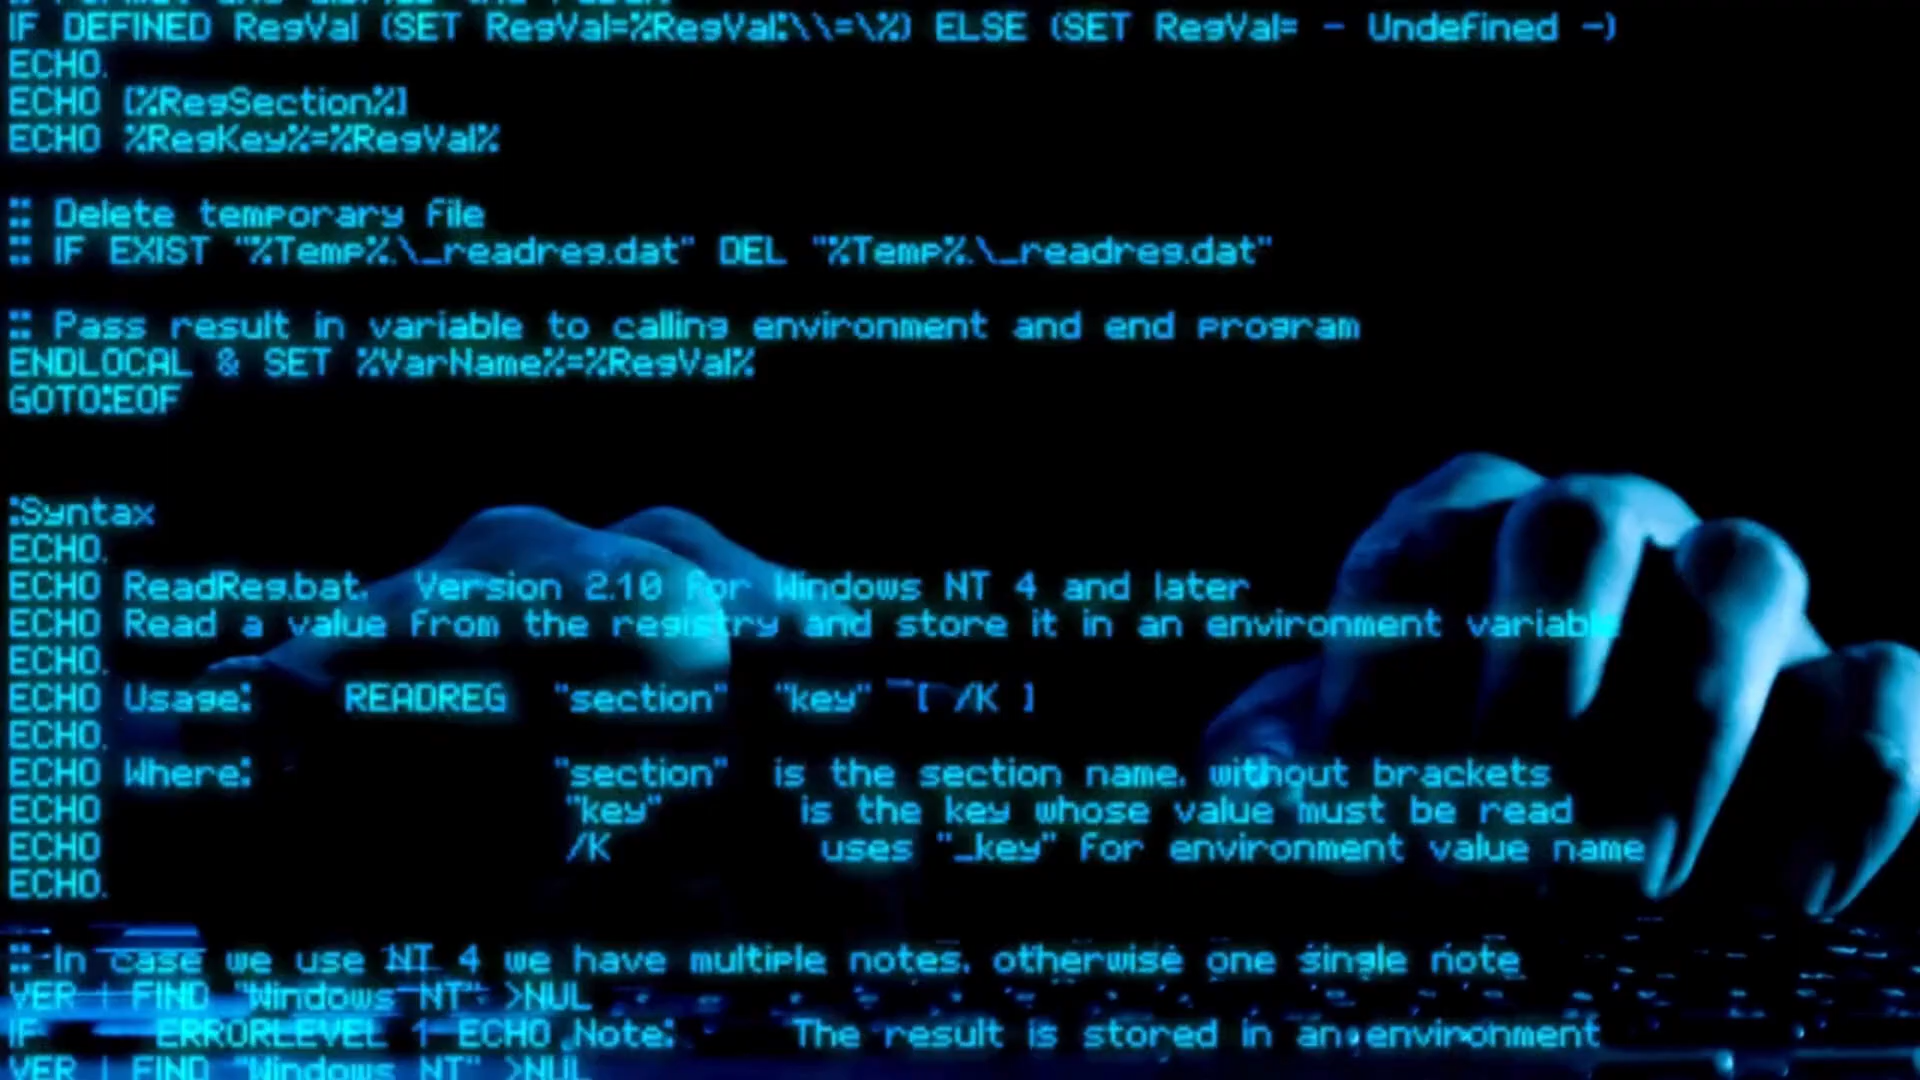 IF DEFINED RegVal (SET RegVal=%RegVal:\\=\%) ELSE (SET RegVal= - Undefined -)
ECHO.
ECHO [%RegSection%]
ECHO %RegKey%=%RegVal%
:: Delete temporary file
:: IF EXIST "%Temp%.\_readreg.dat" DEL "%Temp%.\_readreg.dat"
:: Pass result in variable to calling environment and end program
ENDLOCAL & SET %VarName%=%RegVal%
GOTO:EOF
:Syntax
ECHO.
ECHO ReadReg.bat, Version 2.10 for Windows NT 4 and later
ECHO Read a value from the registry and store it in an environment variable
ECHO.
ECHO Usage: READREG "section" "key" [ /K ]
ECHO.
ECHO Where: "section" is the section name, without brackets
ECHO "key" is the key whose value must be read
ECHO /K uses "_key" for environment value name
ECHO.
:: In case we use NT 4 we have multiple notes, otherwise one single note
VER | FIND "Windows NT" >NUL
IF ERRORLEVEL 1 ECHO Note: The result is stored in an environment
VER | FIND "Windows NT" >NUL